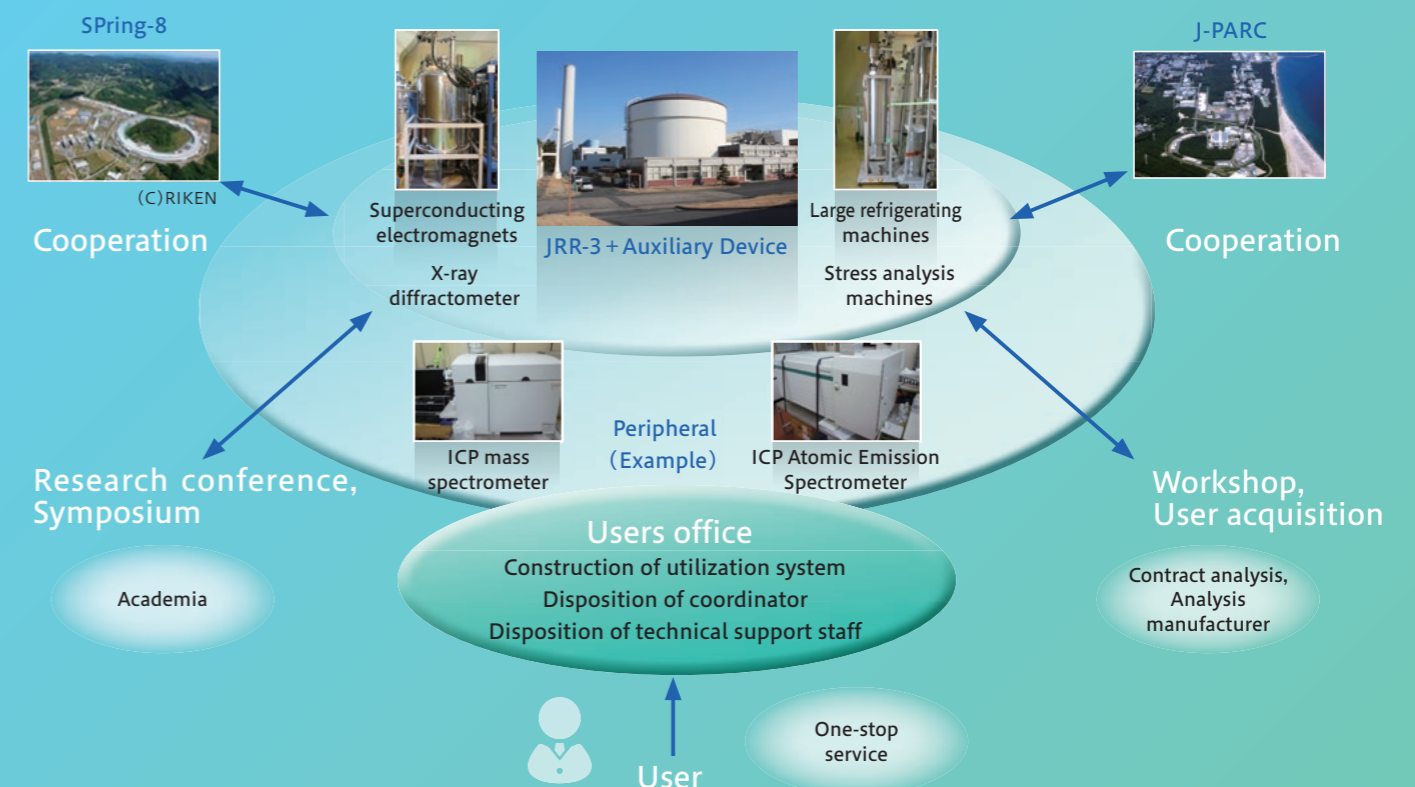 SPring-8
J-PARC
(C)RIKEN
Cooperation
Superconducting
electromagnets
JRR-3+Auxiliary Device
Large refrigerating
machines
Cooperation
X-ray
diffractometer
Stress analysis
machines
Peripheral
(Example)
ICP mass
spectrometer
ICP Atomic Emission
Spectrometer
Research conference,
Symposium
Workshop,
User acquisition
Users office
Construction of utilization system
Disposition of coordinator
Disposition of technical support staff
Academia
Contract analysis,
Analysis
manufacturer
One-stop
service
User